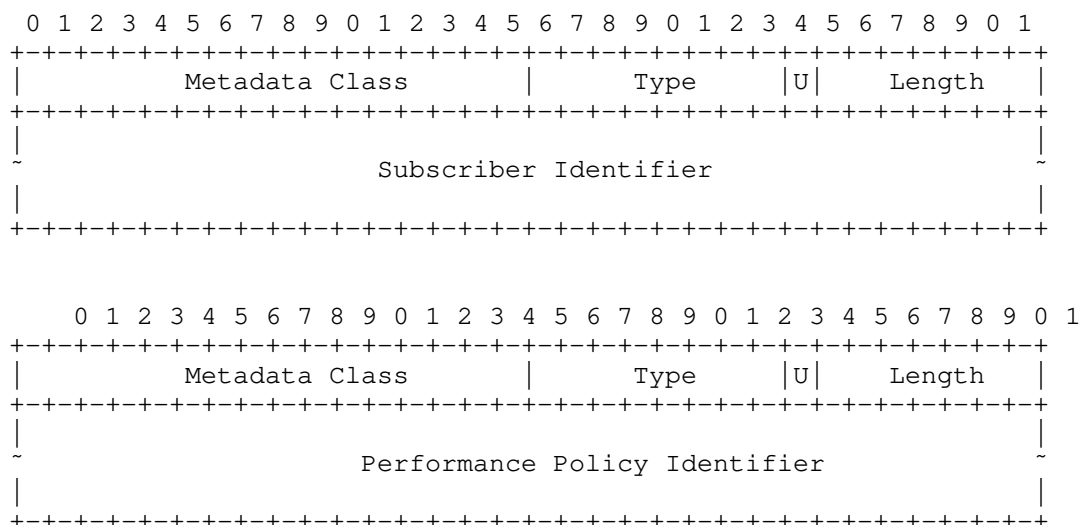 0 1 2 3 4 5 6 7 8 9 0 1 2 3 4 5 6 7 8 9 0 1 2 3 4 5 6 7 8 9 0 1
+-+-+-+-+-+-+-+-+-+-+-+-+-+-+-+-+-+-+-+-+-+-+-+-+-+-+-+-+-+-+-+-+
|          Metadata Class       |      Type     |U|    Length   |
+-+-+-+-+-+-+-+-+-+-+-+-+-+-+-+-+-+-+-+-+-+-+-+-+-+-+-+-+-+-+-+-+
|                                                               |
~                      Subscriber Identifier                    ~
|                                                               |
+-+-+-+-+-+-+-+-+-+-+-+-+-+-+-+-+-+-+-+-+-+-+-+-+-+-+-+-+-+-+-+-+

    0 1 2 3 4 5 6 7 8 9 0 1 2 3 4 5 6 7 8 9 0 1 2 3 4 5 6 7 8 9 0 1
+-+-+-+-+-+-+-+-+-+-+-+-+-+-+-+-+-+-+-+-+-+-+-+-+-+-+-+-+-+-+-+-+
|          Metadata Class       |      Type     |U|    Length   |
+-+-+-+-+-+-+-+-+-+-+-+-+-+-+-+-+-+-+-+-+-+-+-+-+-+-+-+-+-+-+-+-+
|                                                               |
~                     Performance Policy Identifier             ~
|                                                               |
+-+-+-+-+-+-+-+-+-+-+-+-+-+-+-+-+-+-+-+-+-+-+-+-+-+-+-+-+-+-+-+-+